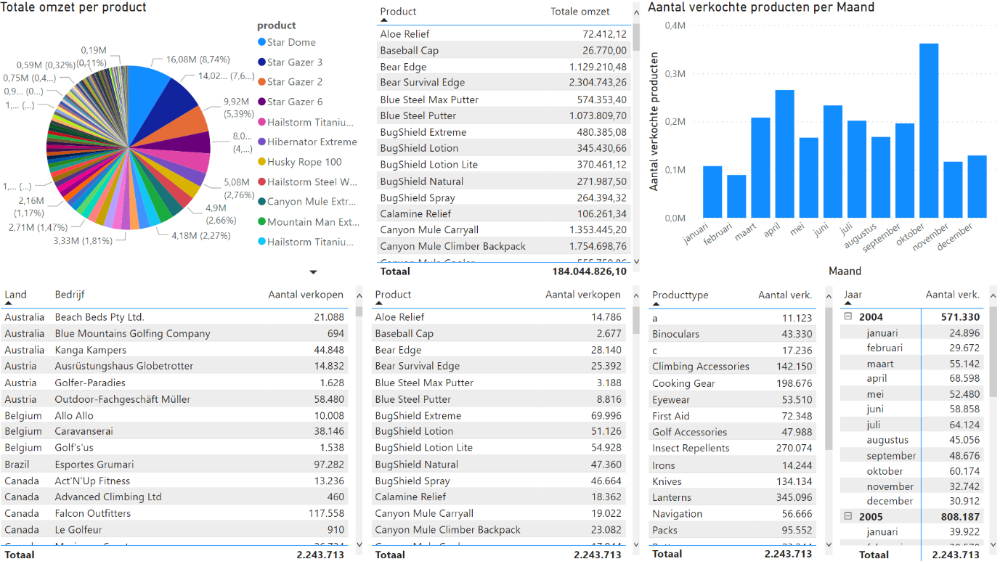 Totale omzet per product
product
Star Dome
Star Gazer 3
Star Gazer 2
Star Gazer 6
Hailstorm Titaniu...
Hibernator Extreme
Husky Rope 100
Hailstorm Steel W...
Canyon Mule Extr...
Mountain Man Ext...
Hailstorm Titaniu...
16,08M (8,74%)
14,02... (7,6...)
9,92M
(5,39%)
8,0...
(4,...)
5,08M
(2,76%)
4,9M
(2,66%)
4,18M (2,27%)
3,33M (1,81%)
2,71M (1,47%)
2,16M
(1,17%)
1,... (...)
1,... (...)
0,9... (0...)
0,75M (0,4...)
0,59M (0,32%)
0,19M
(0,11%)
Product Totale omzet
Aloe Relief 72.412,12
Baseball Cap 26.770,00
Bear Edge 1.129.210,48
Bear Survival Edge 2.304.743,26
Blue Steel Max Putter 574.353,40
Blue Steel Putter 1.073.809,70
BugShield Extreme 480.385,08
BugShield Lotion 345.430,66
BugShield Lotion Lite 370.461,12
BugShield Natural 271.987,50
BugShield Spray 264.394,32
Calamine Relief 106.261,34
Canyon Mule Carryall 1.353.445,20
Canyon Mule Climber Backpack 1.754.698,76
Totaal 184.044.826,10
Aantal verkochte producten per Maand
Aantal verkochte producten
0,4M
0,3M
0,2M
0,1M
0,0M
januari
februari
maart
april
mei
juni
juli
augustus
september
oktober
november
december
Maand
Land Bedrijf Aantal verkopen
Australia Beach Beds Pty Ltd. 21.088
Australia Blue Mountains Golfing Company 694
Australia Kanga Kampers 44.848
Austria Ausrüstungshaus Globetrotter 14.832
Austria Golfer-Paradies 1.628
Austria Outdoor-Fachgeschäft Müller 58.480
Belgium Allo Allo 10.008
Belgium Caravanserai 38.146
Belgium Golf's'us 1.538
Brazil Esportes Grumari 97.282
Canada Act'N'Up Fitness 13.236
Canada Advanced Climbing Ltd 460
Canada Falcon Outfitters 117.558
Canada Le Golfeur 910
Totaal 2.243.713
Product Aantal verkopen
Aloe Relief 14.786
Baseball Cap 2.677
Bear Edge 28.140
Bear Survival Edge 25.392
Blue Steel Max Putter 3.188
Blue Steel Putter 8.816
BugShield Extreme 69.996
BugShield Lotion 51.126
BugShield Lotion Lite 54.928
BugShield Natural 47.360
BugShield Spray 46.664
Calamine Relief 18.362
Canyon Mule Carryall 19.022
Canyon Mule Climber Backpack 23.082
Totaal 2.243.713
Producttype Aantal verk.
a 11.123
Binoculars 43.330
c 17.236
Climbing Accessories 142.150
Cooking Gear 198.676
Eyewear 53.510
First Aid 72.348
Golf Accessories 47.988
Insect Repellents 270.074
Irons 14.244
Knives 134.134
Lanterns 345.096
Navigation 56.666
Packs 95.552
Totaal 2.243.713
Jaar Aantal verk.
2004 571.330
januari 24.896
februari 29.672
maart 55.142
april 68.598
mei 52.480
juni 58.858
juli 64.124
augustus 45.056
september 48.676
oktober 60.174
november 32.742
december 30.912
2005 808.187
januari 39.922
Totaal 2.243.713